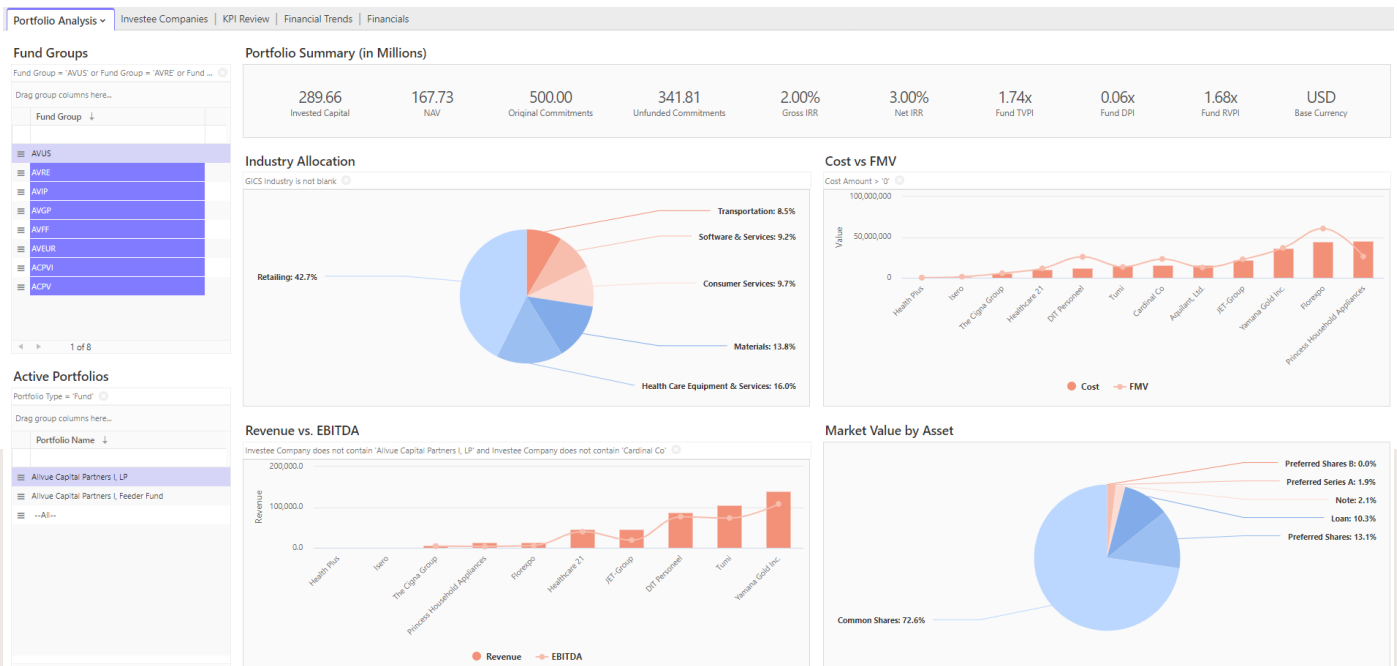 Portfolio Analysis
Investee Companies
KPI Review
Financial Trends
Financials
Fund Groups
Fund Group = 'AVUS' or Fund Group = 'AVRE' or Fund ...
Drag group columns here...
Fund Group ↓
AVUS
AVRE
AVIP
AVGP
AVFF
AVEUR
ACPVI
ACPV
1 of 8
Active Portfolios
Portfolio Type = 'Fund'
Drag group columns here...
Portfolio Name ↓
Allvue Capital Partners I, LP
Allvue Capital Partners I, Feeder Fund
--All--
Portfolio Summary (in Millions)
289.66
Invested Capital
167.73
NAV
500.00
Original Commitments
341.81
Unfunded Commitments
2.00%
Gross IRR
3.00%
Net IRR
1.74x
Fund TVPI
0.06x
Fund DPI
1.68x
Fund RVPI
USD
Base Currency
Industry Allocation
GICS Industry is not blank
Transportation: 8.5%
Software & Services: 9.2%
Retailing: 42.7%
Consumer Services: 9.7%
Materials: 13.8%
Health Care Equipment & Services: 16.0%
Cost vs FMV
Cost Amount > '0'
100,000,000
50,000,000
0
Value
Health Plus
Isero
The Cigna Group
Healthcare 21
DIT Personeel
Tumi
Cardinal Co
Aquilant, Ltd.
JET-Group
Yamana Gold Inc.
Florexpo
Princess Household Appliances
Cost
FMV
Revenue vs. EBITDA
Investee Company does not contain 'Allvue Capital Partners I, LP' and Investee Company does not contain 'Cardinal Co'
200,000.0
100,000.0
0.0
Revenue
Health Plus
Isero
The Cigna Group
Princess Household Appliances
Florexpo
Healthcare 21
JET-Group
DIT Personeel
Tumi
Yamana Gold Inc.
Revenue
EBITDA
Market Value by Asset
Preferred Shares B: 0.0%
Preferred Series A: 1.9%
Note: 2.1%
Loan: 10.3%
Preferred Shares: 13.1%
Common Shares: 72.6%